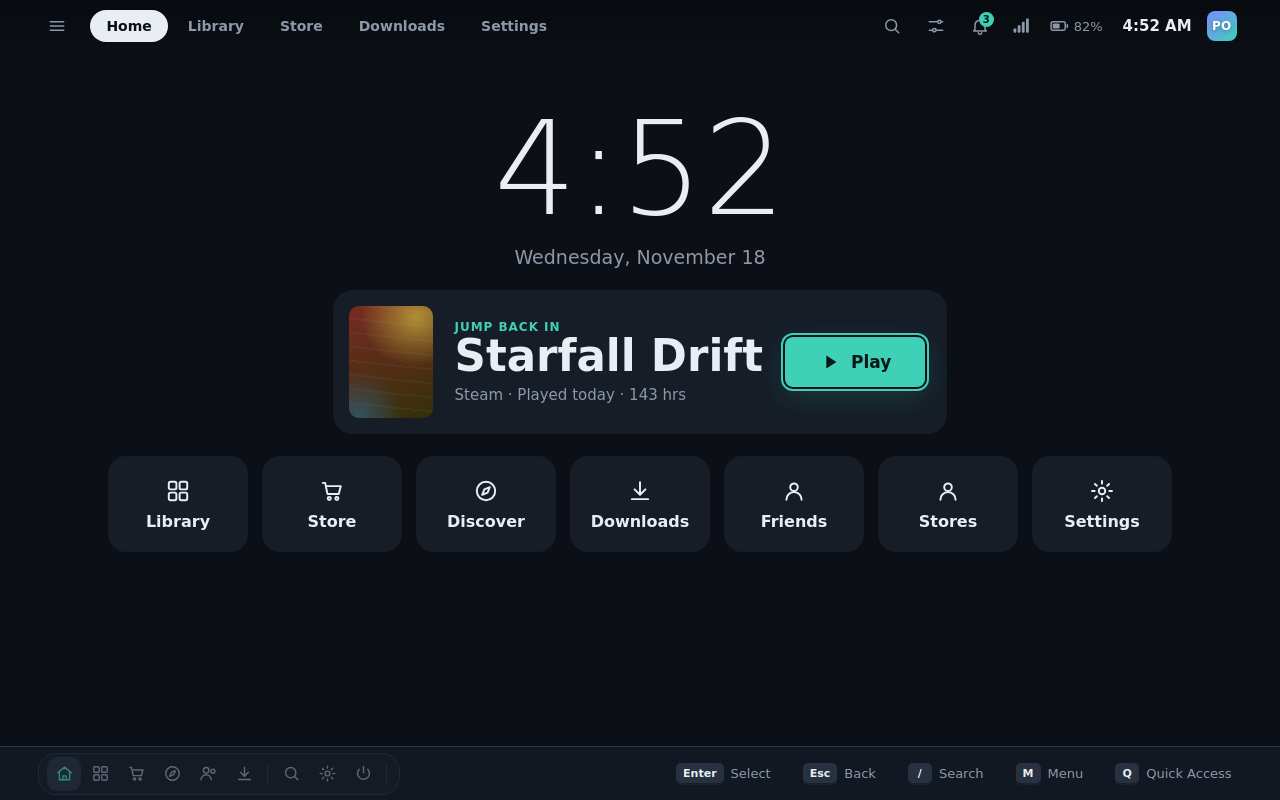 Home Library Store Downloads Settings 3 82% 4:52 AM PO
4:52
Wednesday, November 18
JUMP BACK IN
Starfall Drift
Steam · Played today · 143 hrs
Play
Library Store Discover Downloads Friends Stores Settings
Enter Select Esc Back / Search M Menu Q Quick Access